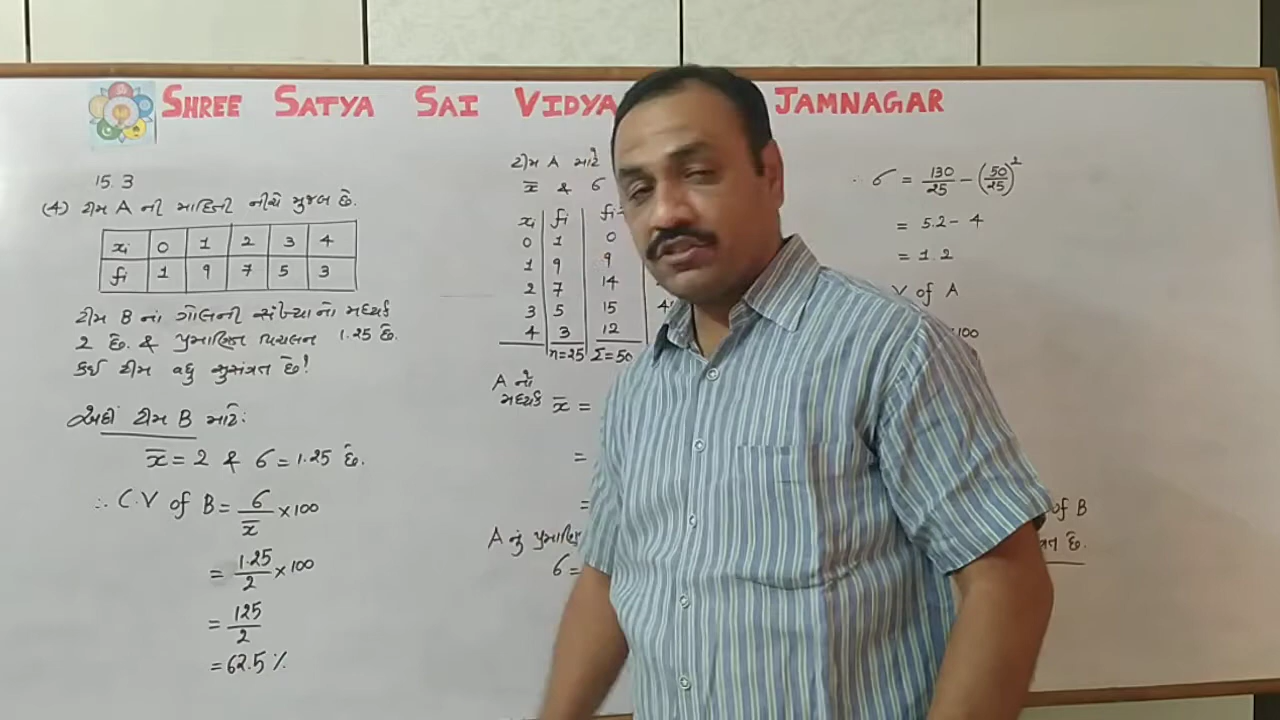 SHREE SATYA SAI VIDYA JAMNAGAR
15.3
(4) ટીમ A ની માહિતી નીચે મુજબ છે.
xi 0 1 2 3 4
fi 1 9 7 5 3
ટીમ B નાં ગોલની સંખ્યાનો મધ્યક
2 છે. & પ્રમાણિત વિચલન 1.25 છે.
કઈ ટીમ વધુ સુસંગત છે?
અહીં ટીમ B માટે:
x̄ = 2 & σ = 1.25 છે.
∴ C.V of B = σ/x̄ × 100
= 1.25/2 × 100
= 125/2
= 62.5 %
ટીમ A માટે
x̄ & σ
xi fi
0 1 0
1 9 9
2 7 14
3 5 15
4 3 12
n=25 Σ=50
A નો
મધ્યક x̄ =
=
=
A નું
σ =
∴ σ = 130/25 − (50/25)²
= 5.2 − 4
= 1.2
V of A
of B
છે.